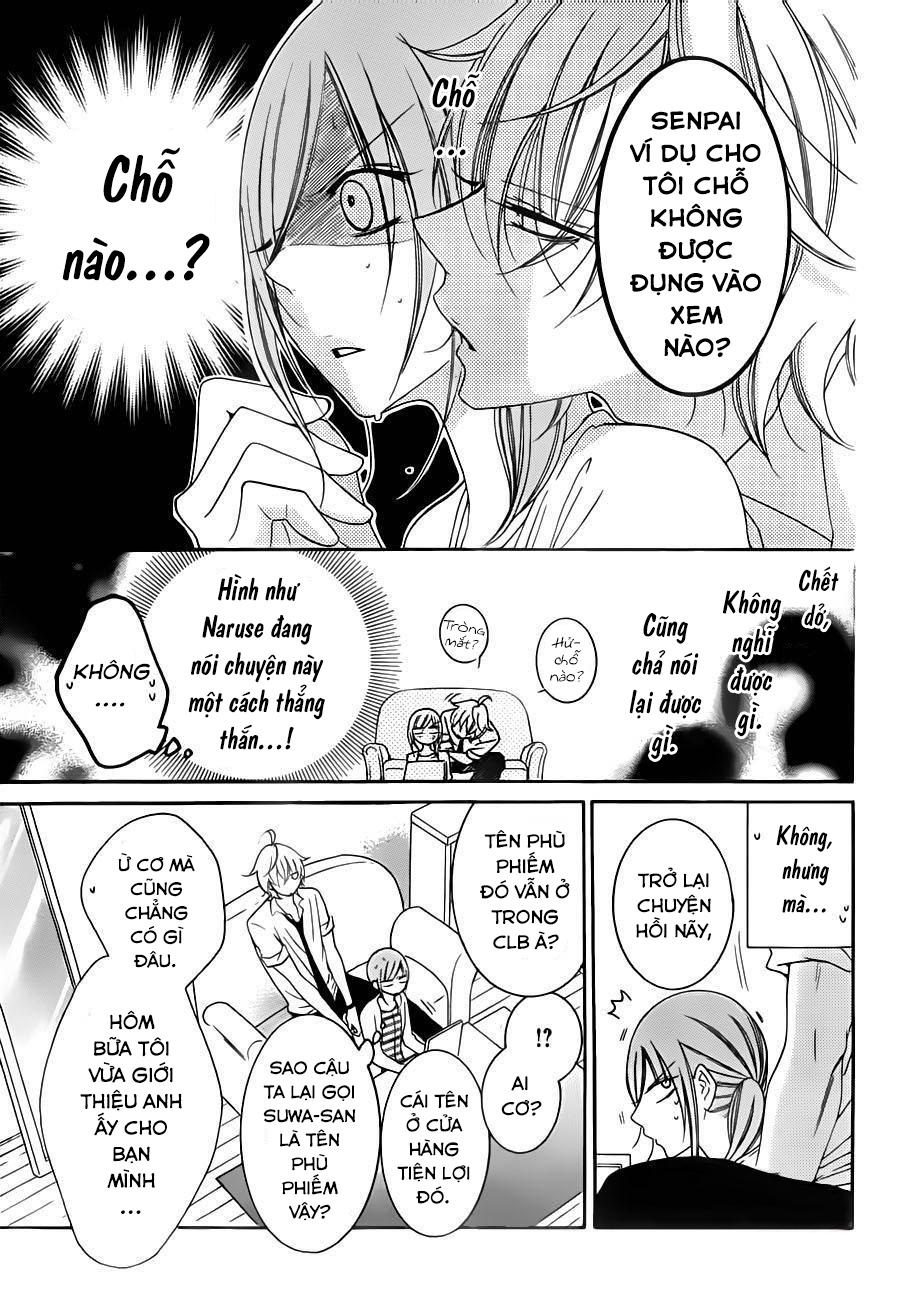 SENPAI
VÍ DỤ CHO
TÔI CHỖ
KHÔNG
ĐƯỢC
ĐỤNG VÀO
XEM
NÀO?
Chỗ
...
Chỗ
nào...?
Chết
dở,
Không
nghĩ
được
gì.
Cũng
chả nói
lại được
gì.
Hử-
chỗ
nào?
Tròng
mắt?
Hình như
Naruse đang
nói chuyện này
một cách thẳng
thắn...!
KHÔNG
....
Không,
nhưng
mà...
TRỞ LẠI
CHUYỆN
HỒI NÃY,
TÊN PHÙ
PHIẾM
ĐÓ VẪN Ở
TRONG
CLB À?
!?
AI
CƠ?
CÁI TÊN
Ở CỬA
HÀNG
TIỆN LỢI
ĐÓ.
SAO CẬU
TA LẠI GỌI
SUWA-SAN
LÀ TÊN
PHÙ
PHIẾM
VẬY?
Ừ CƠ MÀ
CŨNG
CHẲNG
CÓ GÌ
ĐÂU.
HÔM
BỮA TÔI
VỪA GIỚI
THIỆU ANH
ẤY CHO
BẠN
MÌNH
...